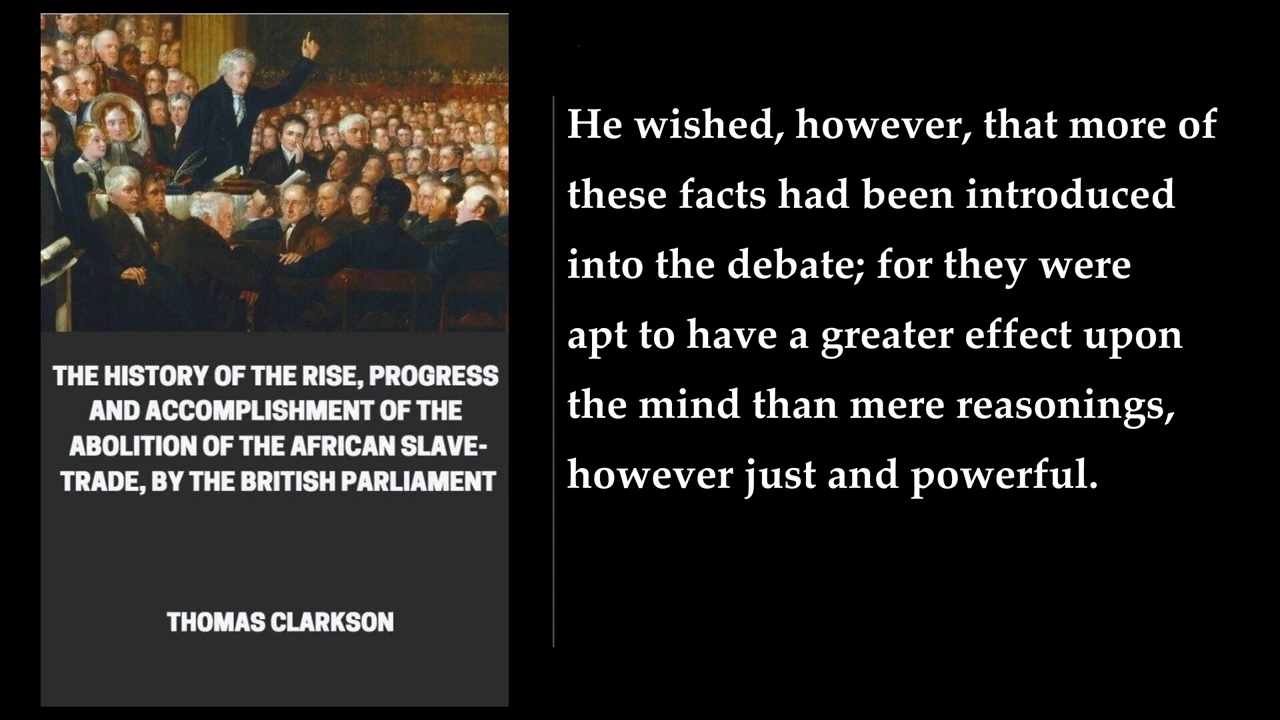 THE HISTORY OF THE RISE, PROGRESS
AND ACCOMPLISHMENT OF THE
ABOLITION OF THE AFRICAN SLAVE-
TRADE, BY THE BRITISH PARLIAMENT
THOMAS CLARKSON
He wished, however, that more of
these facts had been introduced
into the debate; for they were
apt to have a greater effect upon
the mind than mere reasonings,
however just and powerful.